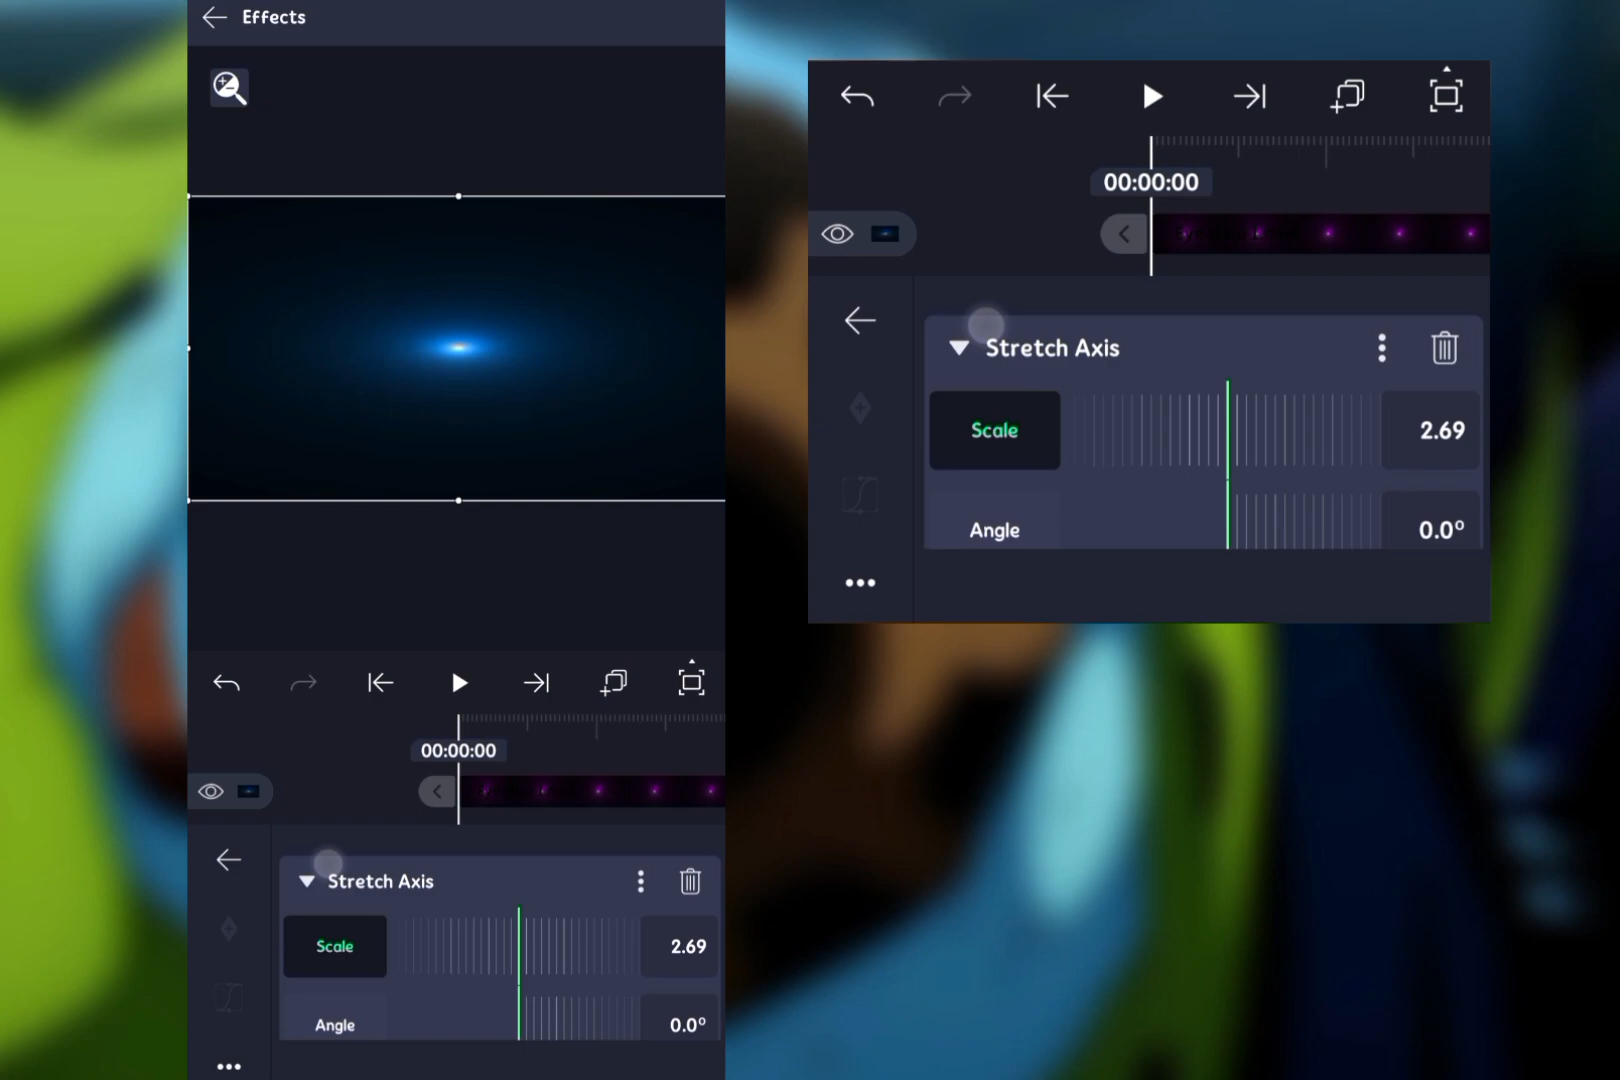 Effects
00:00:00
Stretch Axis
Scale
2.69
Angle
0.0°
00:00:00
Stretch Axis
Scale
2.69
Angle
0.0°